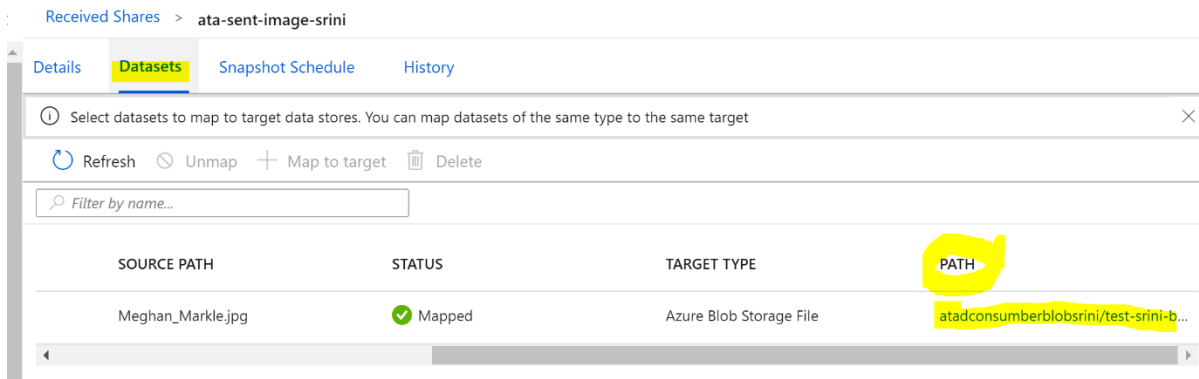 Received Shares > ata-sent-image-srini
Details Datasets Snapshot Schedule History
Select datasets to map to target data stores. You can map datasets of the same type to the same target
Refresh Unmap Map to target Delete
Filter by name...
SOURCE PATH STATUS TARGET TYPE PATH
Meghan_Markle.jpg Mapped Azure Blob Storage File atadconsumberblobsrini/test-srini-b...